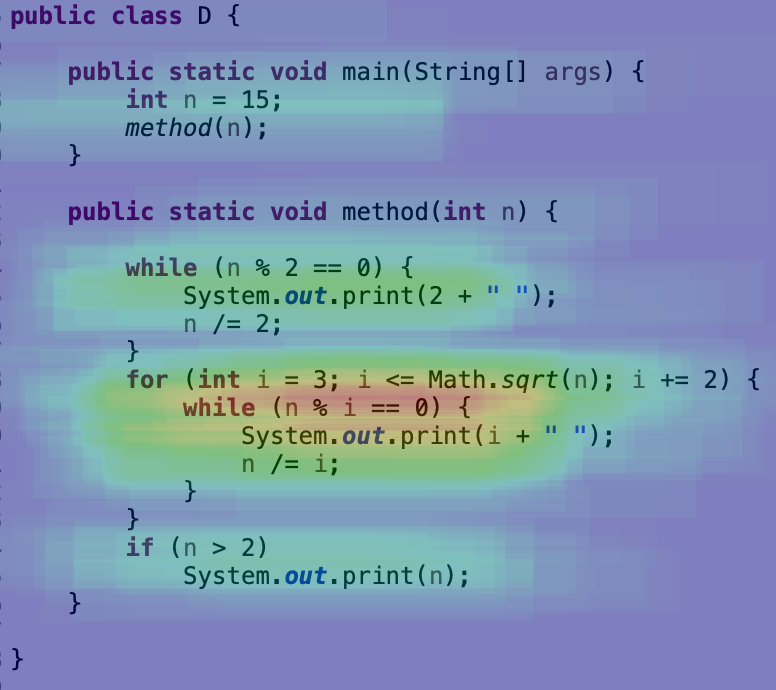 public class D {
public static void main(String[] args) {
int n = 15;
method(n);
}
public static void method(int n) {
while (n % 2 == 0) {
System.out.print(2 + " ");
n /= 2;
}
for (int i = 3; i <= Math.sqrt(n); i += 2) {
while (n % i == 0) {
System.out.print(i + " ");
n /= i;
}
}
if (n > 2)
System.out.print(n);
}
}